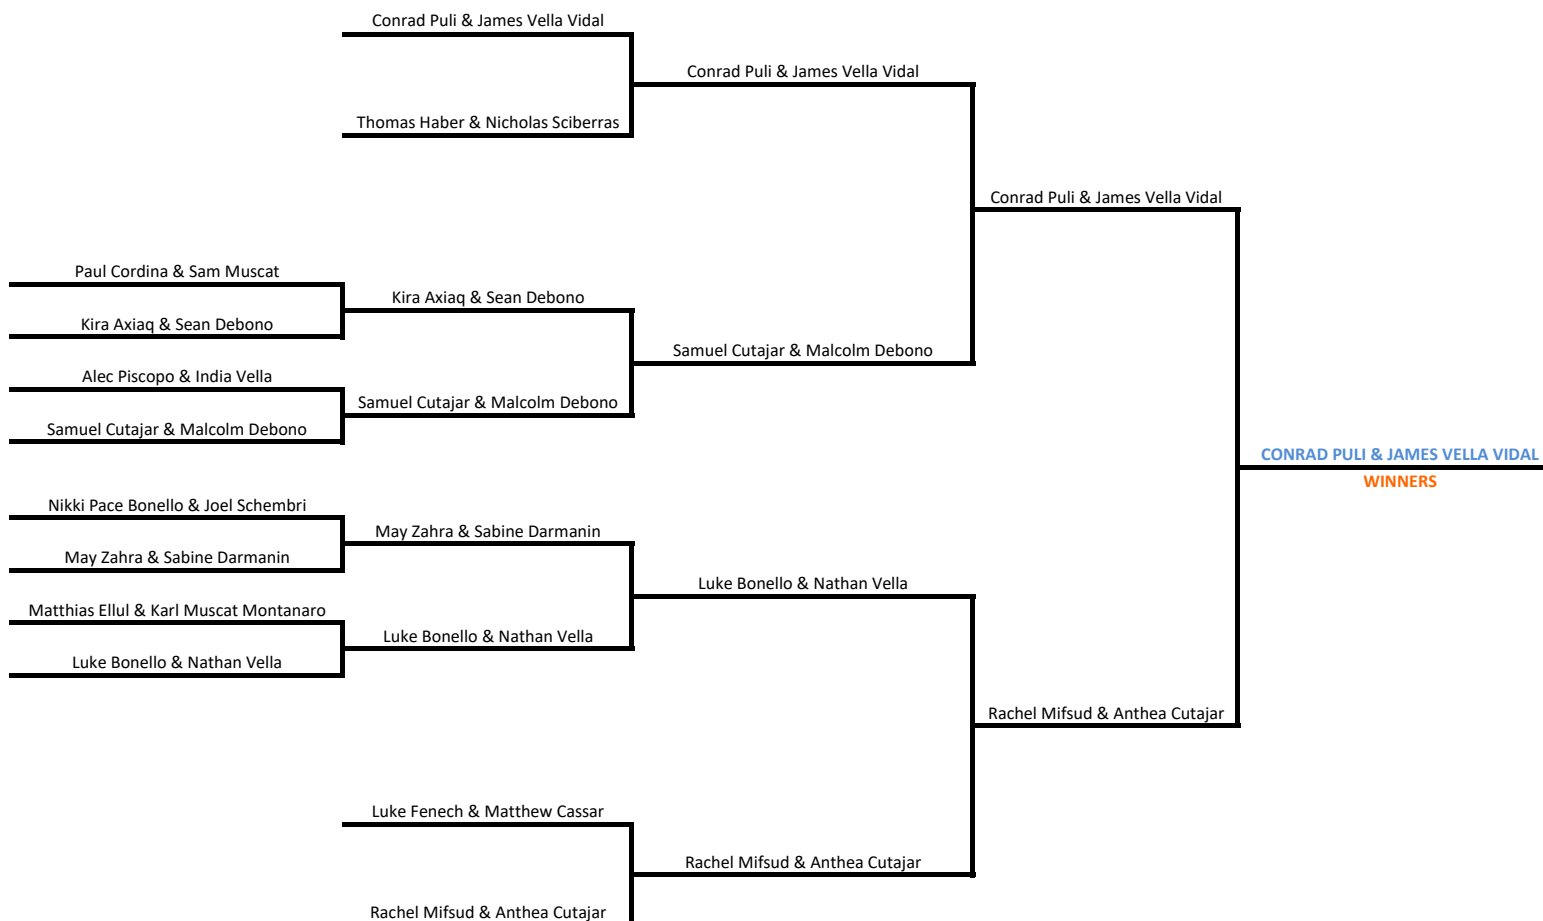 Conrad Puli & James Vella Vidal
Conrad Puli & James Vella Vidal
Thomas Haber & Nicholas Sciberras
Conrad Puli & James Vella Vidal
Paul Cordina & Sam Muscat
Kira Axiaq & Sean Debono
Kira Axiaq & Sean Debono
Samuel Cutajar & Malcolm Debono
Alec Piscopo & India Vella
Samuel Cutajar & Malcolm Debono
Samuel Cutajar & Malcolm Debono
CONRAD PULI & JAMES VELLA VIDAL
WINNERS
Nikki Pace Bonello & Joel Schembri
May Zahra & Sabine Darmanin
May Zahra & Sabine Darmanin
Luke Bonello & Nathan Vella
Matthias Ellul & Karl Muscat Montanaro
Luke Bonello & Nathan Vella
Luke Bonello & Nathan Vella
Rachel Mifsud & Anthea Cutajar
Luke Fenech & Matthew Cassar
Rachel Mifsud & Anthea Cutajar
Rachel Mifsud & Anthea Cutajar